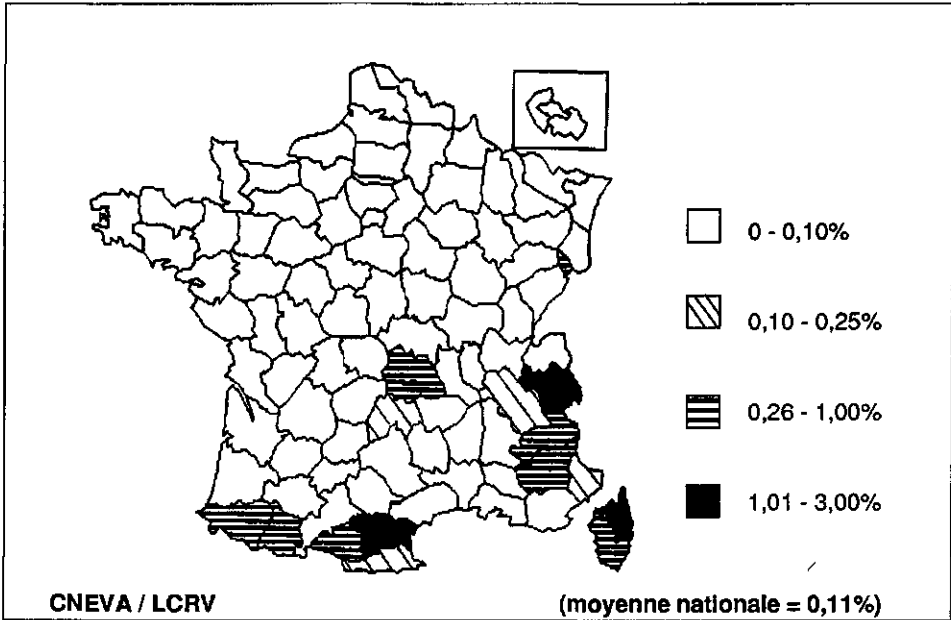 0 - 0,10%
0,10 - 0,25%
0,26 - 1,00%
1,01 - 3,00%
CNEVA / LCRV (moyenne nationale = 0,11%)